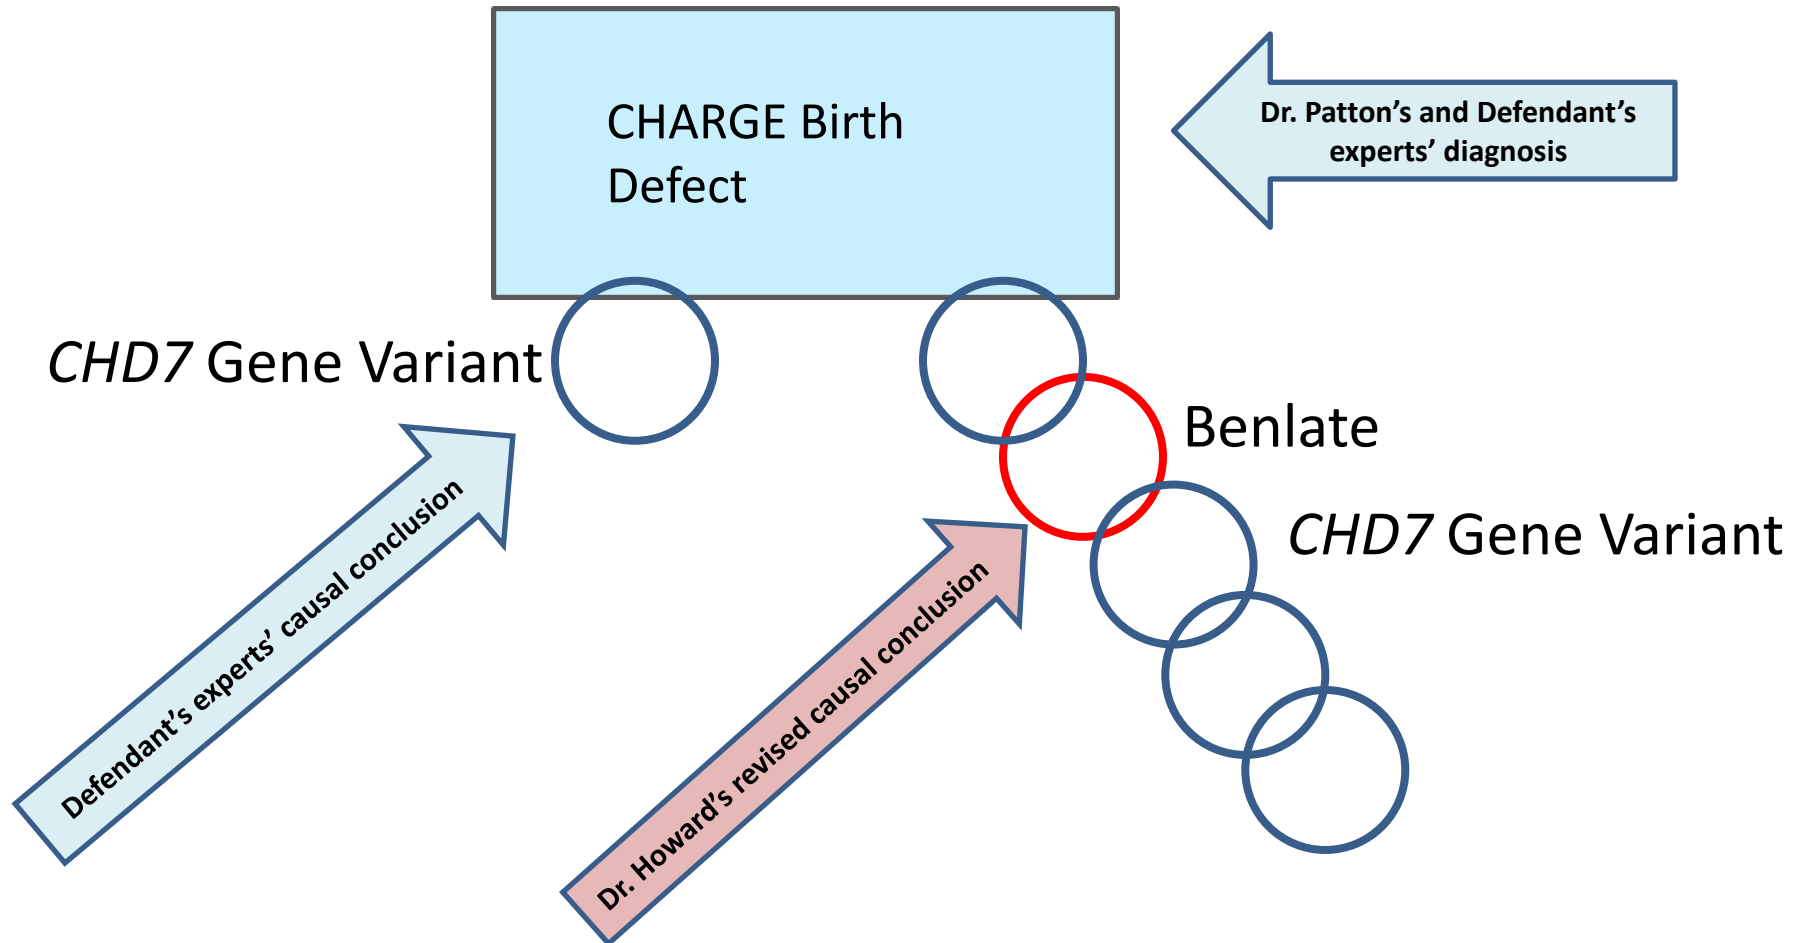 CHARGE Birth
Defect
Dr. Patton’s and Defendant’s
experts’ diagnosis
CHD7 Gene Variant
Benlate
CHD7 Gene Variant
Defendant’s experts’ causal conclusion
Dr. Howard’s revised causal conclusion